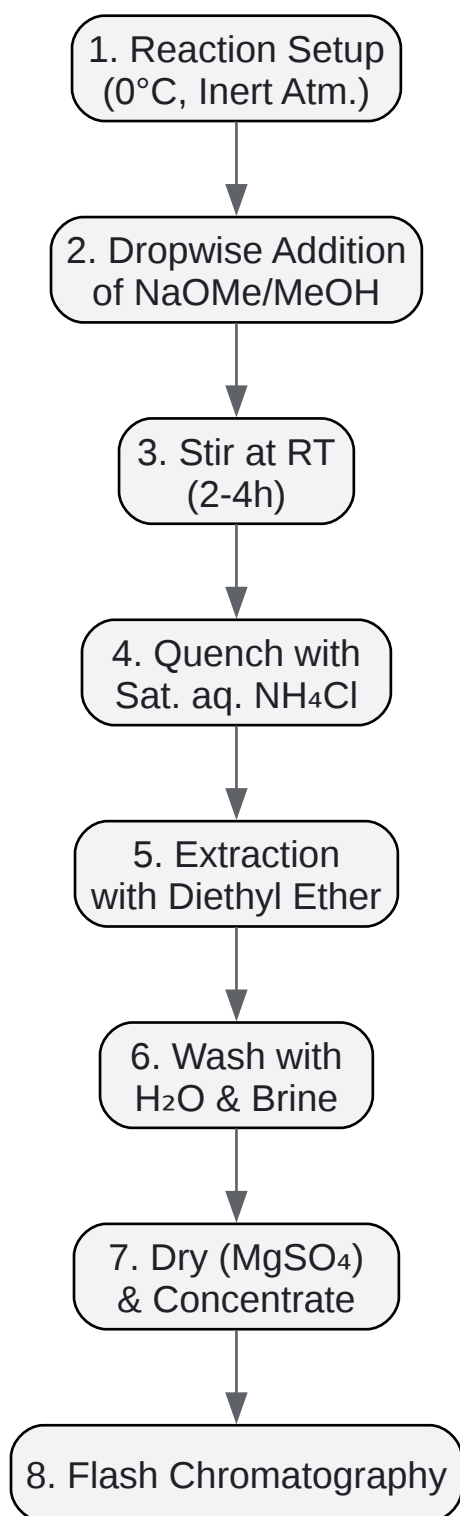 1. Reaction Setup
(0°C, Inert Atm.)
2. Dropwise Addition
of NaOMe/MeOH
3. Stir at RT
(2-4h)
4. Quench with
Sat. aq. NH₄Cl
5. Extraction
with Diethyl Ether
6. Wash with
H₂O & Brine
7. Dry (MgSO₄)
& Concentrate
8. Flash Chromatography